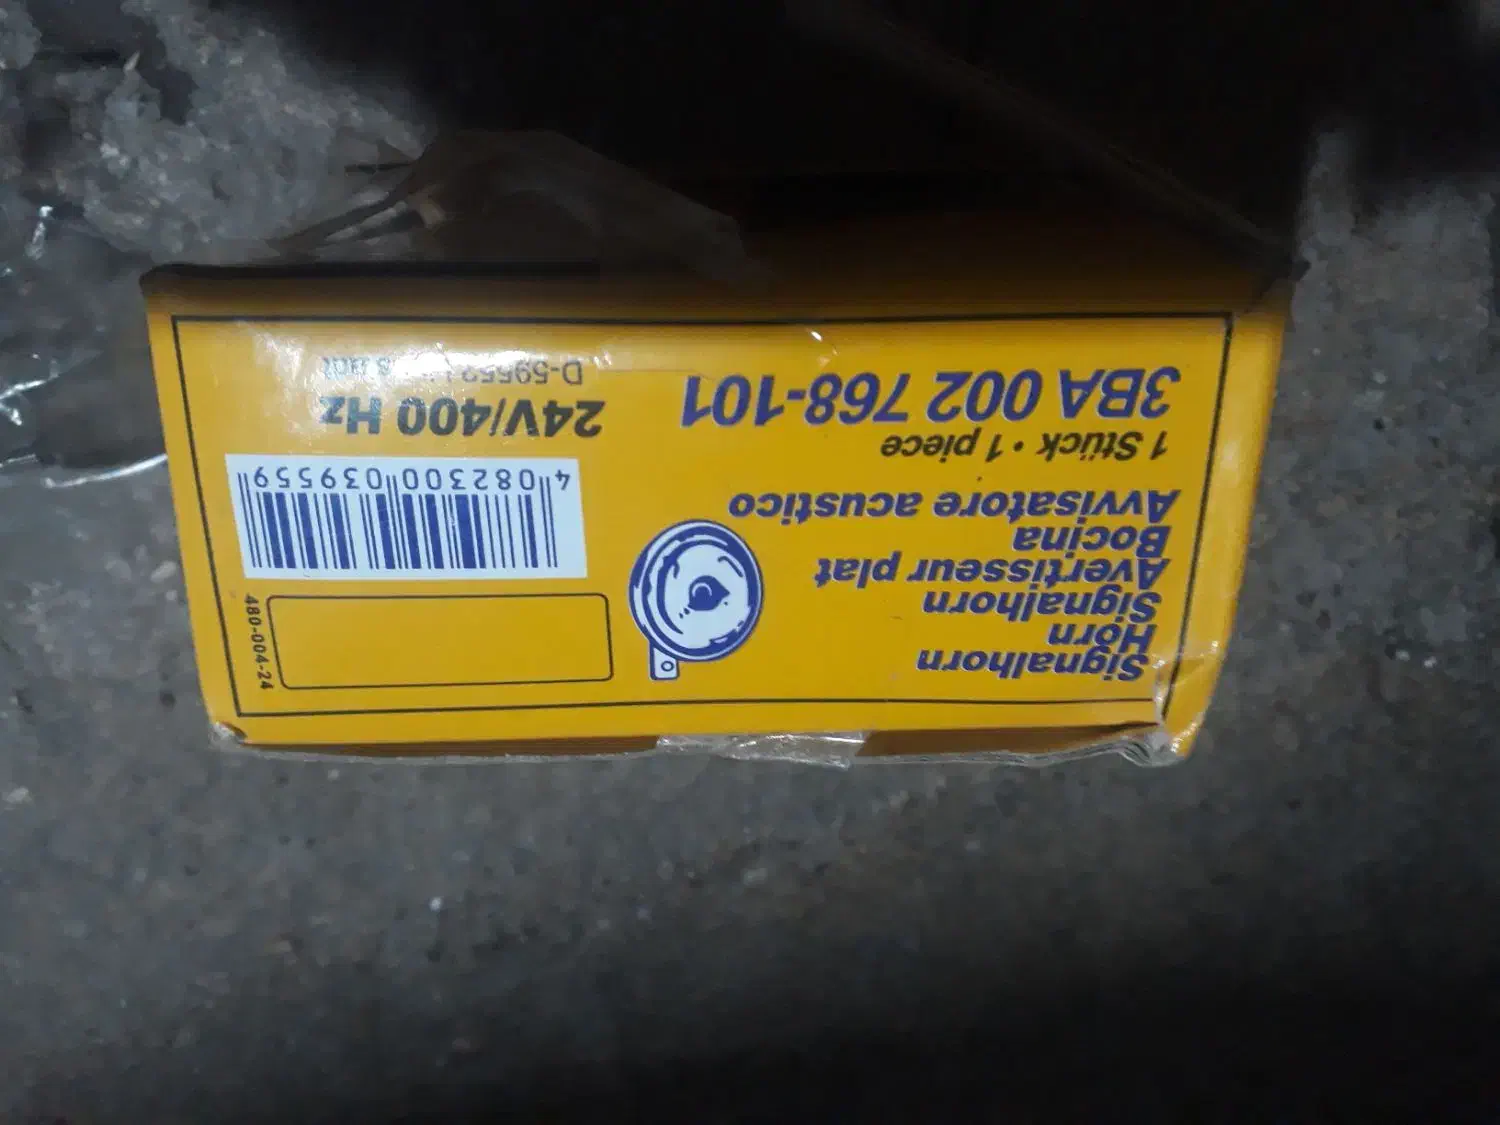 Signalhorn
Horn
Signalhorn
Avertisseur plat
Bocina
Avvisatore acustico
1 Stück • 1 piece
3BA 002 768-101
480-004-24
4 082300 039559
24V/400 Hz
D-59552